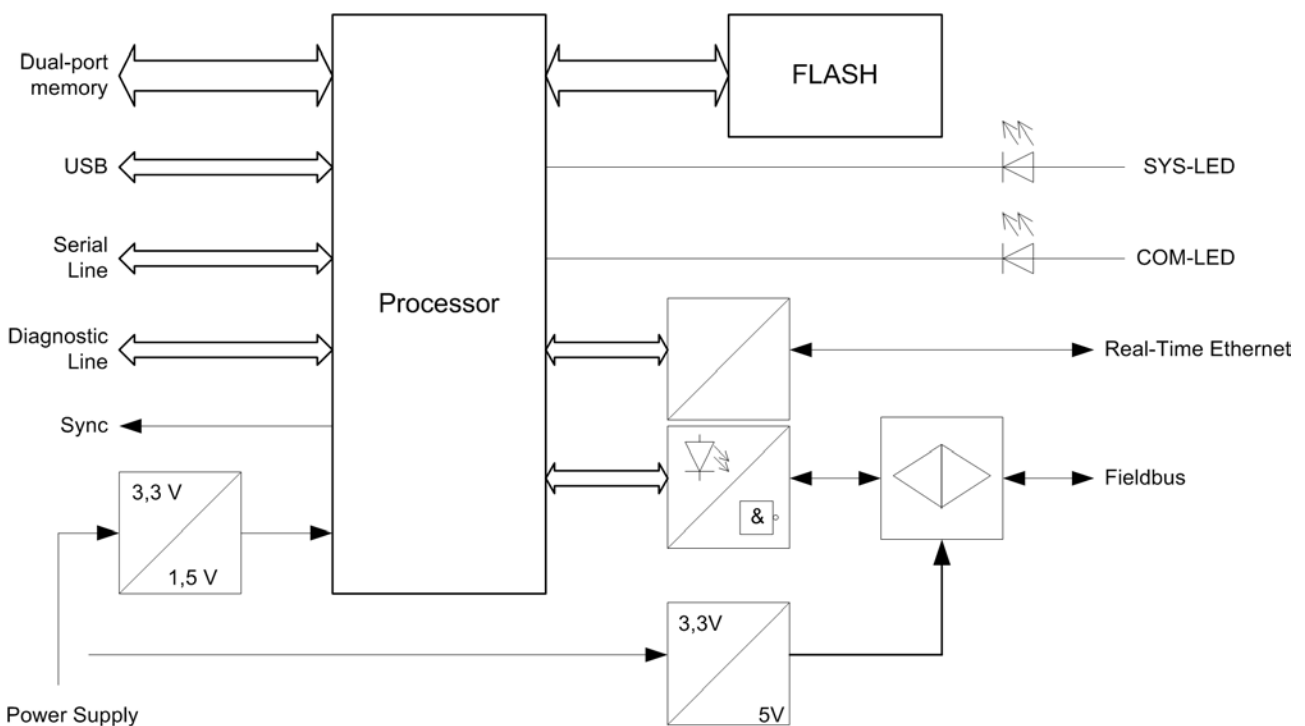 Dual-port
memory
FLASH
USB
SYS-LED
Serial
Line
COM-LED
Processor
Diagnostic
Line
Real-Time Ethernet
Sync
3,3 V
1,5 V
&
Fieldbus
3,3V
5V
Power Supply